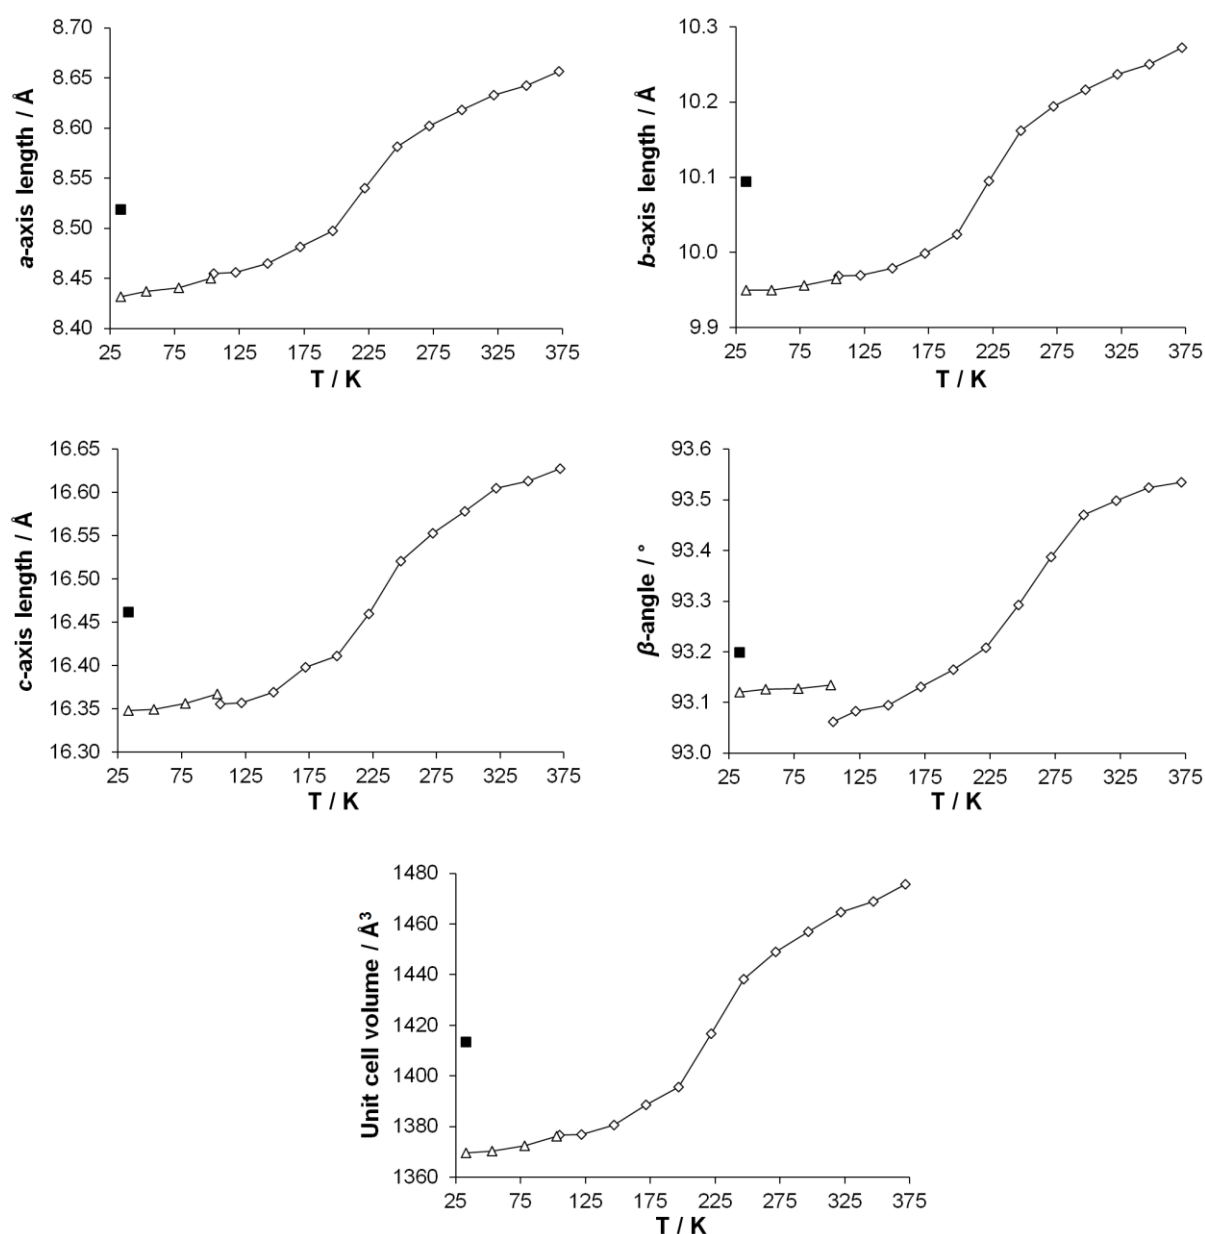 8.70
8.65
8.60
8.55
8.50
8.45
8.40
a-axis length / Å
25 75 125 175 225 275 325 375
T / K
10.3
10.2
10.1
10.0
9.9
b-axis length / Å
25 75 125 175 225 275 325 375
T / K
16.65
16.60
16.55
16.50
16.45
16.40
16.35
16.30
c-axis length / Å
25 75 125 175 225 275 325 375
T / K
93.6
93.5
93.4
93.3
93.2
93.1
93.0
β-angle / °
25 75 125 175 225 275 325 375
T / K
1480
1460
1440
1420
1400
1380
1360
Unit cell volume / Å³
25 75 125 175 225 275 325 375
T / K